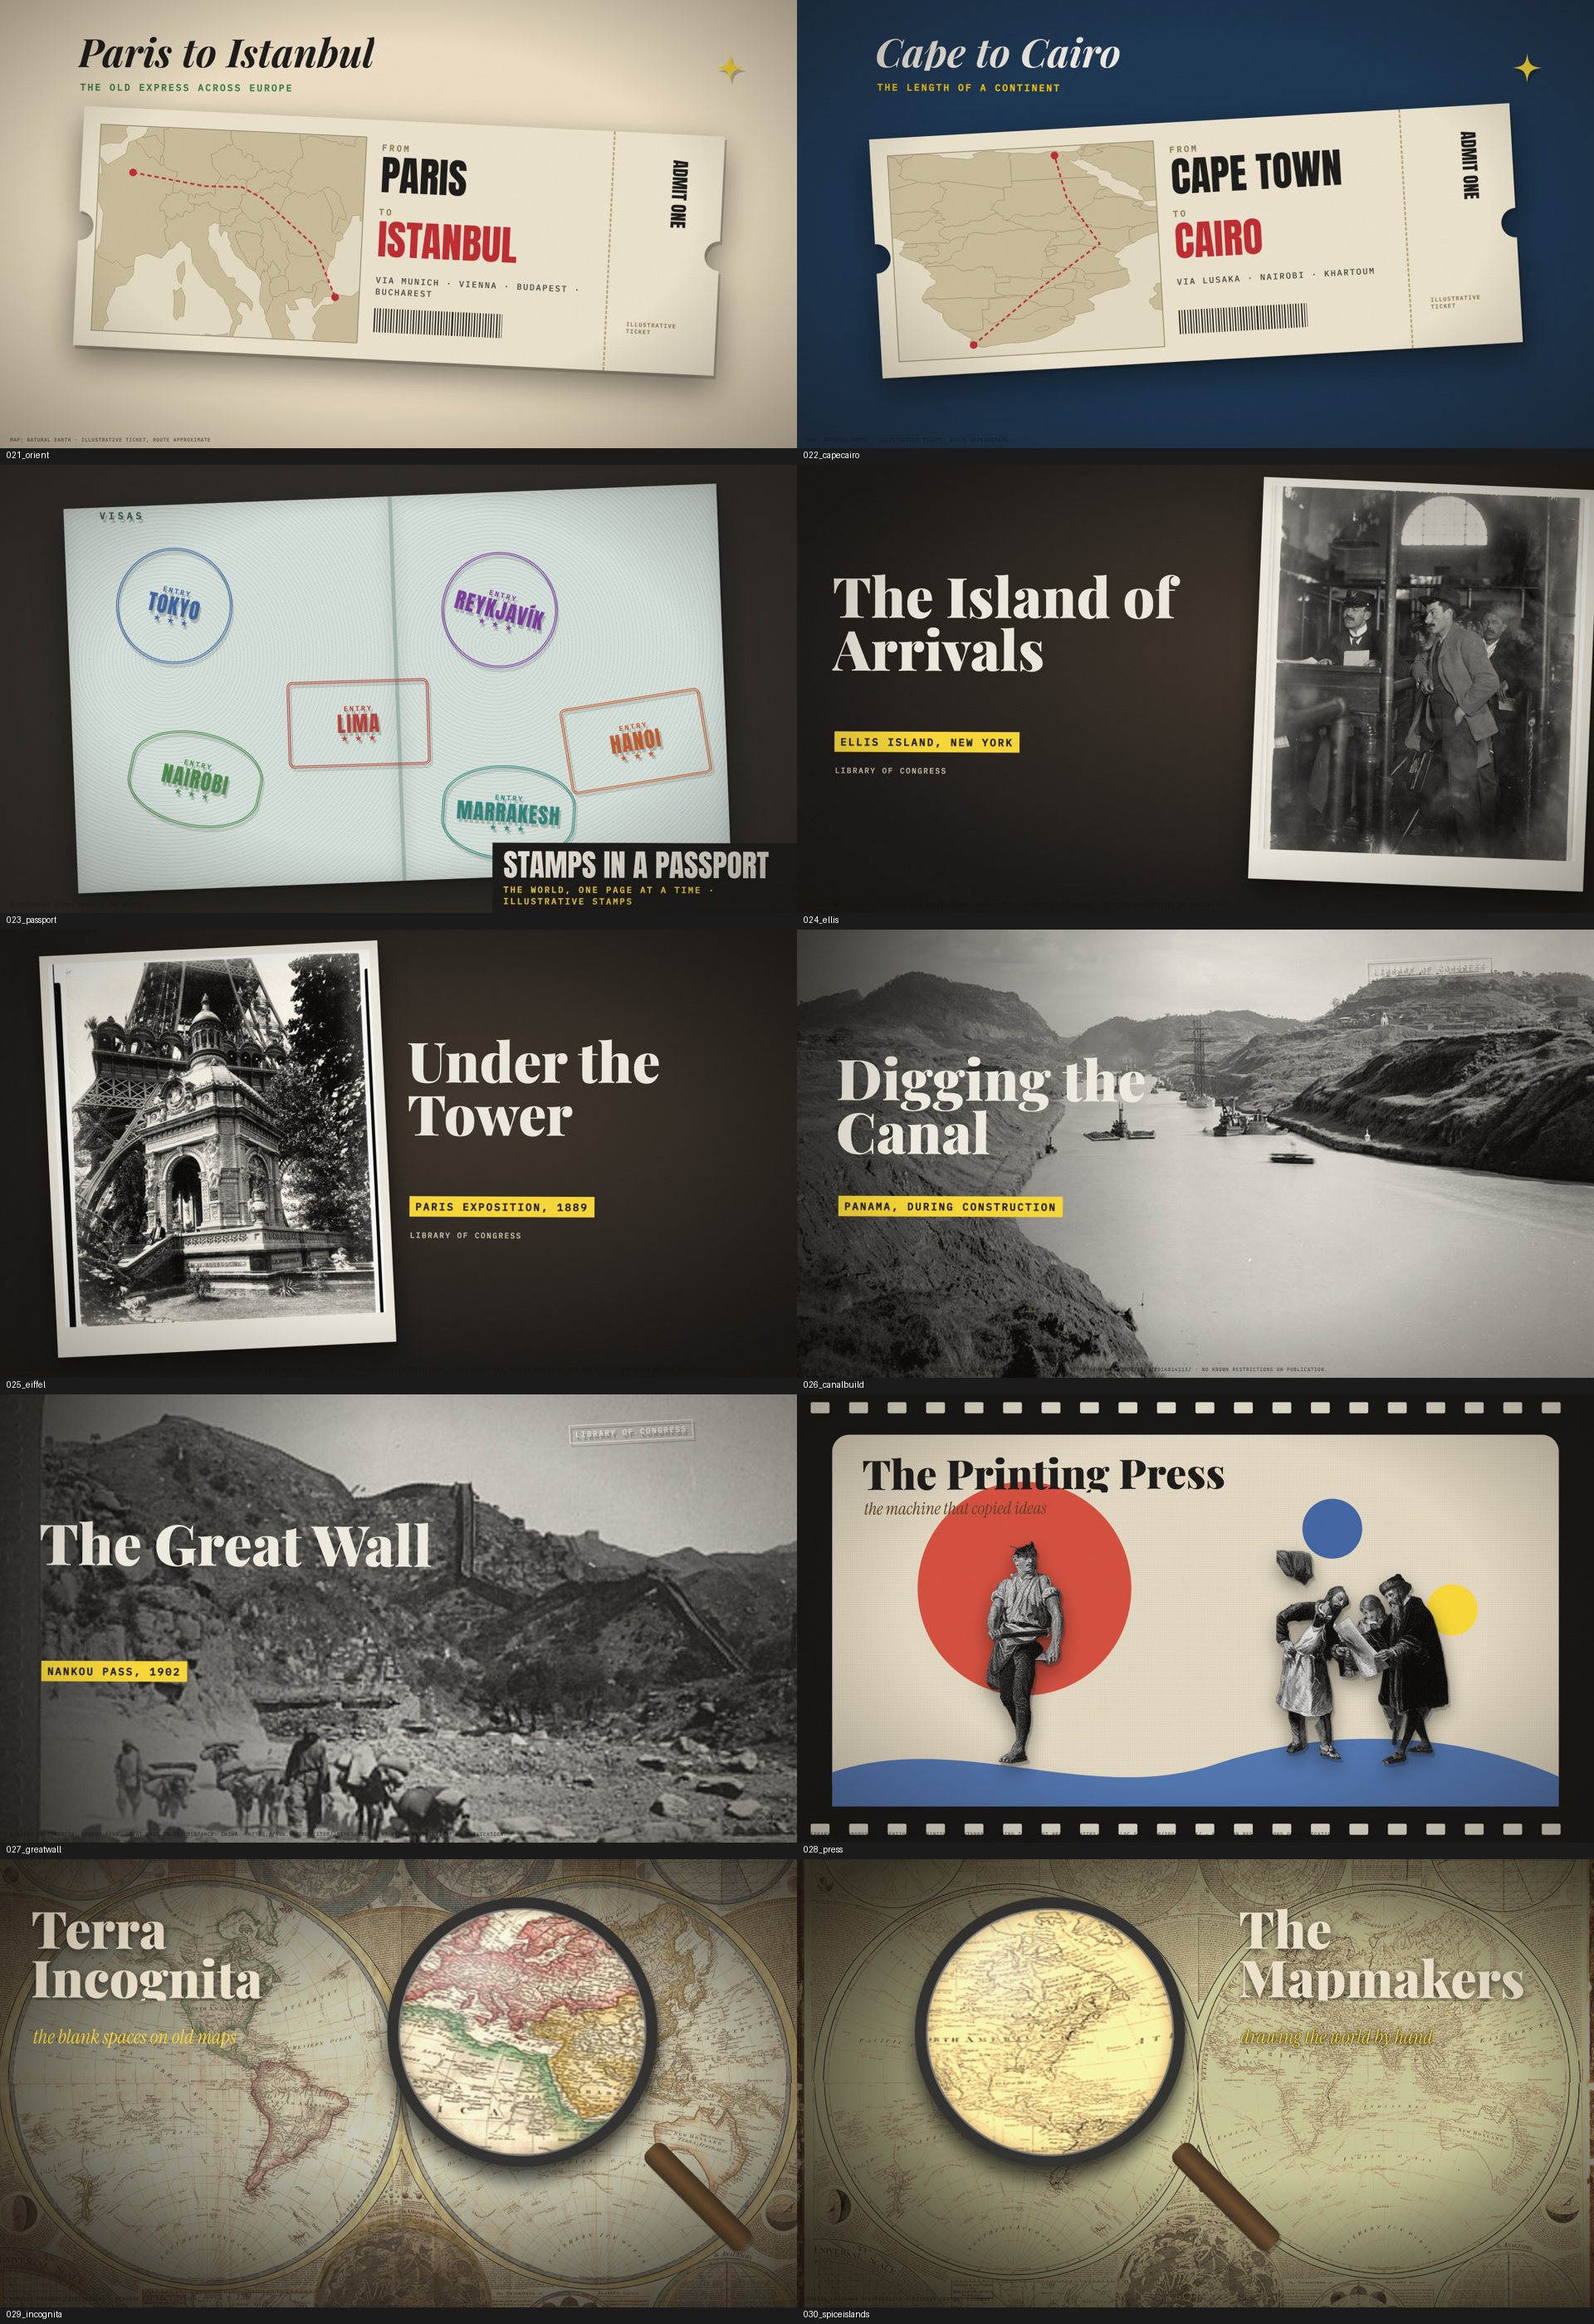 Paris to Istanbul
THE OLD EXPRESS ACROSS EUROPE
FROM
PARIS
TO
ISTANBUL
VIA MUNICH · VIENNA · BUDAPEST ·
BUCHAREST
ADMIT ONE
ILLUSTRATIVE
TICKET
MAP: NATURAL EARTH · ILLUSTRATIVE TICKET, ROUTE APPROXIMATE
021_orient
Cape to Cairo
THE LENGTH OF A CONTINENT
FROM
CAPE TOWN
TO
CAIRO
VIA LUSAKA · NAIROBI · KHARTOUM
ADMIT ONE
ILLUSTRATIVE
TICKET
022_capecairo
VISAS
ENTRY
TOKYO
ENTRY
REYKJAVÍK
ENTRY
LIMA
ENTRY
HANOI
ENTRY
NAIROBI
ENTRY
MARRAKESH
STAMPS IN A PASSPORT
THE WORLD, ONE PAGE AT A TIME ·
ILLUSTRATIVE STAMPS
023_passport
The Island of
Arrivals
ELLIS ISLAND, NEW YORK
LIBRARY OF CONGRESS
024_ellis
Under the
Tower
PARIS EXPOSITION, 1889
LIBRARY OF CONGRESS
025_eiffel
LIBRARY OF CONGRESS
Digging the
Canal
PANAMA, DURING CONSTRUCTION
NO KNOWN RESTRICTIONS ON PUBLICATION.
026_canalbuild
LIBRARY OF CONGRESS
The Great Wall
NANKOU PASS, 1902
027_greatwall
The Printing Press
the machine that copied ideas
028_press
Terra
Incognita
the blank spaces on old maps
029_incognita
The
Mapmakers
drawing the world by hand
030_spiceislands